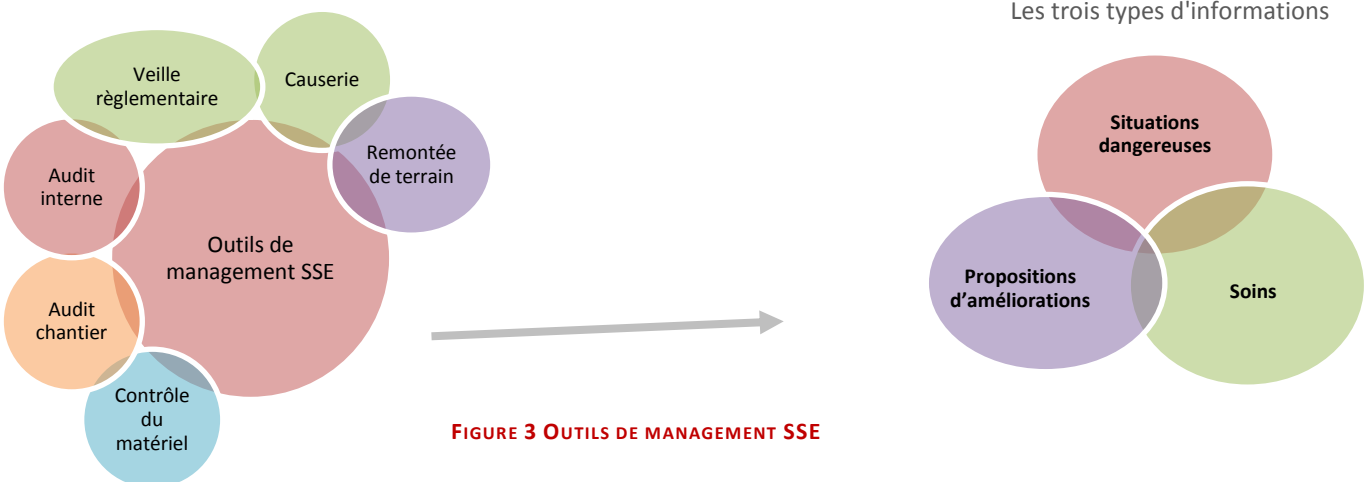 Les trois types d'informations
Veille
règlementaire
Causerie
Remontée
de terrain
Audit
interne
Outils de
management SSE
Audit
chantier
Contrôle
du
matériel
Situations
dangereuses
Propositions
d'améliorations
Soins
FIGURE 3 OUTILS DE MANAGEMENT SSE